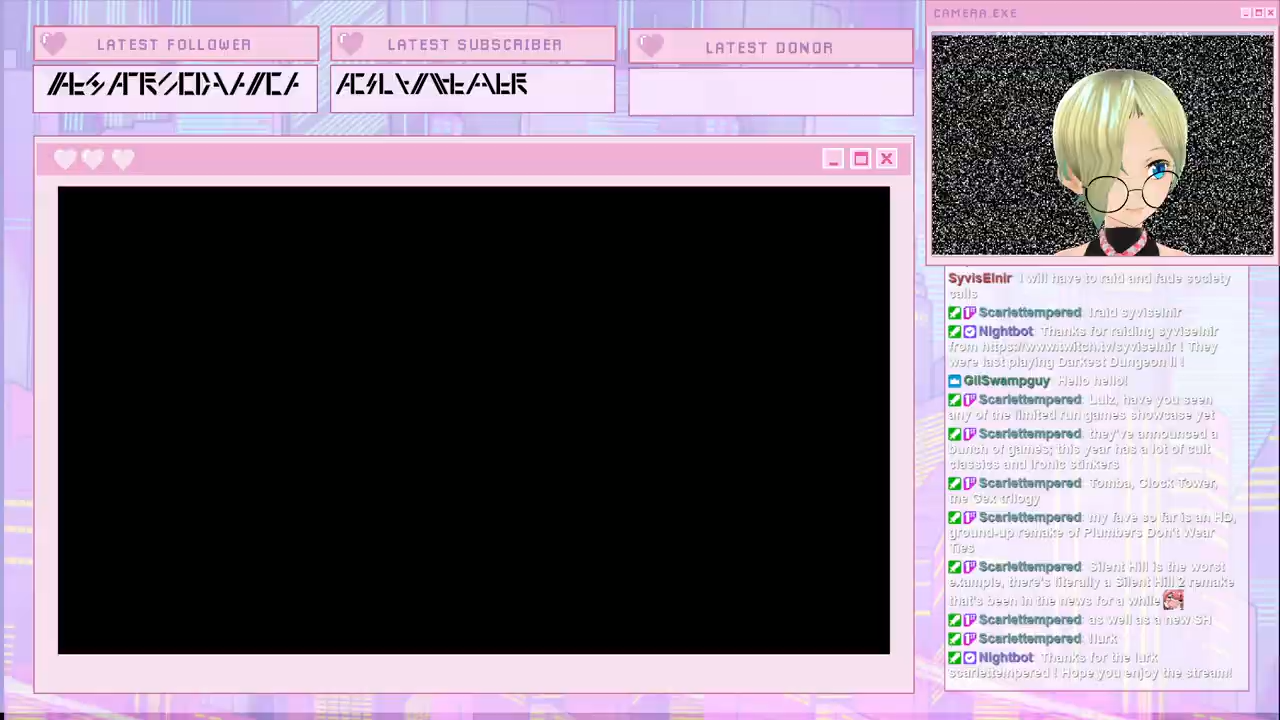 LATEST FOLLOWER
LATEST SUBSCRIBER
LATEST DONOR
CAMERA.EXE
SyvisElnir I will have to raid and fade society
calls
Scarlettempered !raid syviselnir
Nightbot Thanks for raiding syviselnir
from https://www.twitch.tv/syviselnir ! They
were last playing Darkest Dungeon II !
GilSwampguy Hello hello!
Scarlettempered Lulz, have you seen
any of the limited run games showcase yet
Scarlettempered they've announced a
bunch of games; this year has a lot of cult
classics and ironic stinkers
Scarlettempered Tomba, Clock Tower,
the Gex trilogy
Scarlettempered my fave so far is an HD,
ground-up remake of Plumbers Don't Wear
Ties
Scarlettempered Silent Hill is the worst
example, there's literally a Silent Hill 2 remake
that's been in the news for a while
Scarlettempered as well as a new SH
Scarlettempered !lurk
Nightbot Thanks for the lurk
scarlettempered ! Hope you enjoy the stream!